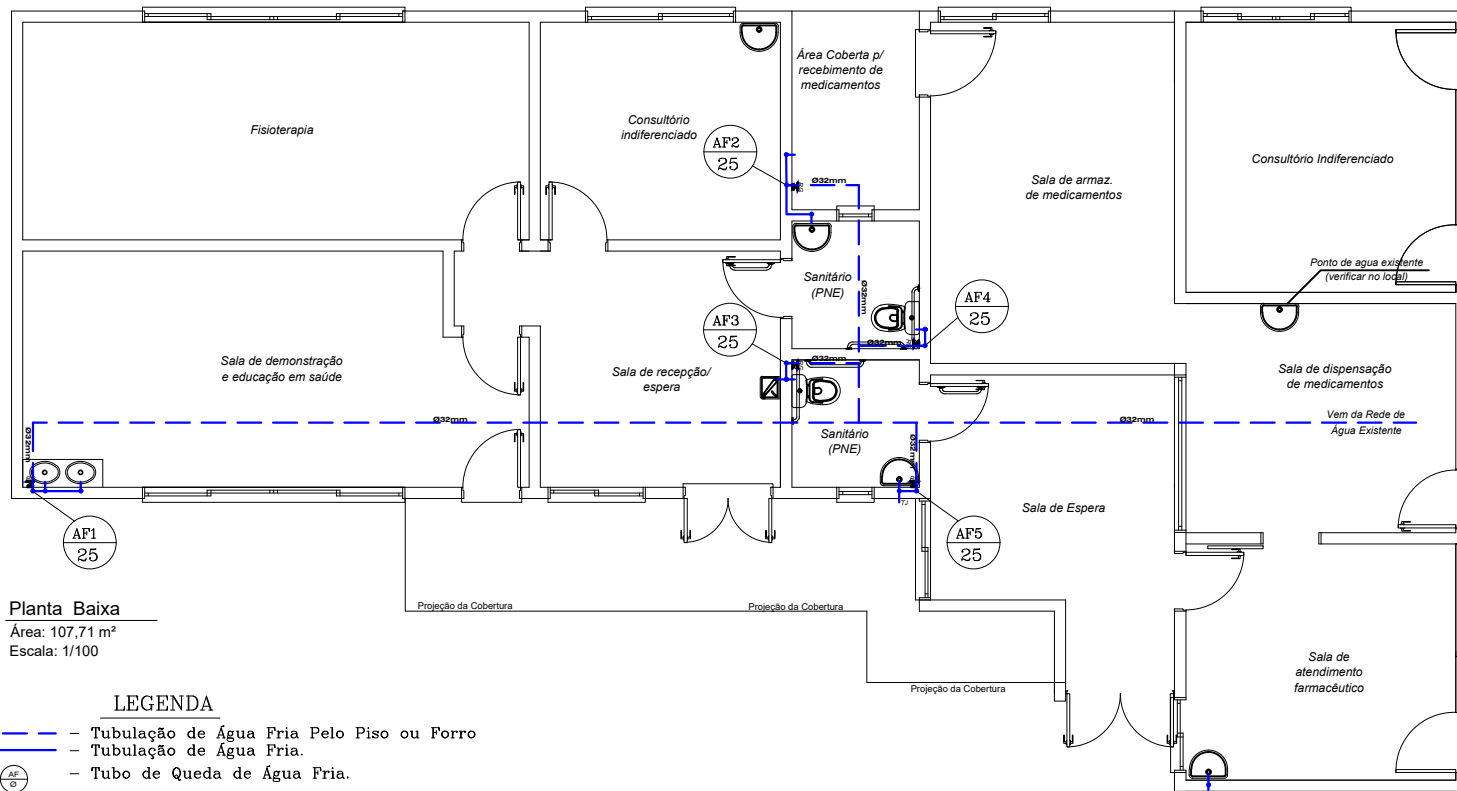 Fisioterapia
Consultório
indiferenciado
Área Coberta p/
recebimento de
medicamentos
Sala de armaz.
de medicamentos
Consultório Indiferenciado
AF2
25
Ø32mm
Ponto de agua existente
(verificar no local)
Sanitário
(PNE)
Ø32mm
AF4
25
Ø32mm
AF3
25
Ø32mm
Sala de demonstração
e educação em saúde
Sala de recepção/
espera
Sala de dispensação
de medicamentos
Ø32mm
Ø32mm
Vem da Rede de
Água Existente
Ø32mm
Sanitário
(PNE)
Ø32mm
TJ
Sala de Espera
AF1
25
AF5
25
Planta Baixa
Área: 107,71 m²
Escala: 1/100
Projeção da Cobertura
Projeção da Cobertura
Projeção da Cobertura
Sala de
atendimento
farmacêutico
LEGENDA
– Tubulação de Água Fria Pelo Piso ou Forro
– Tubulação de Água Fria.
AF
Ø
– Tubo de Queda de Água Fria.